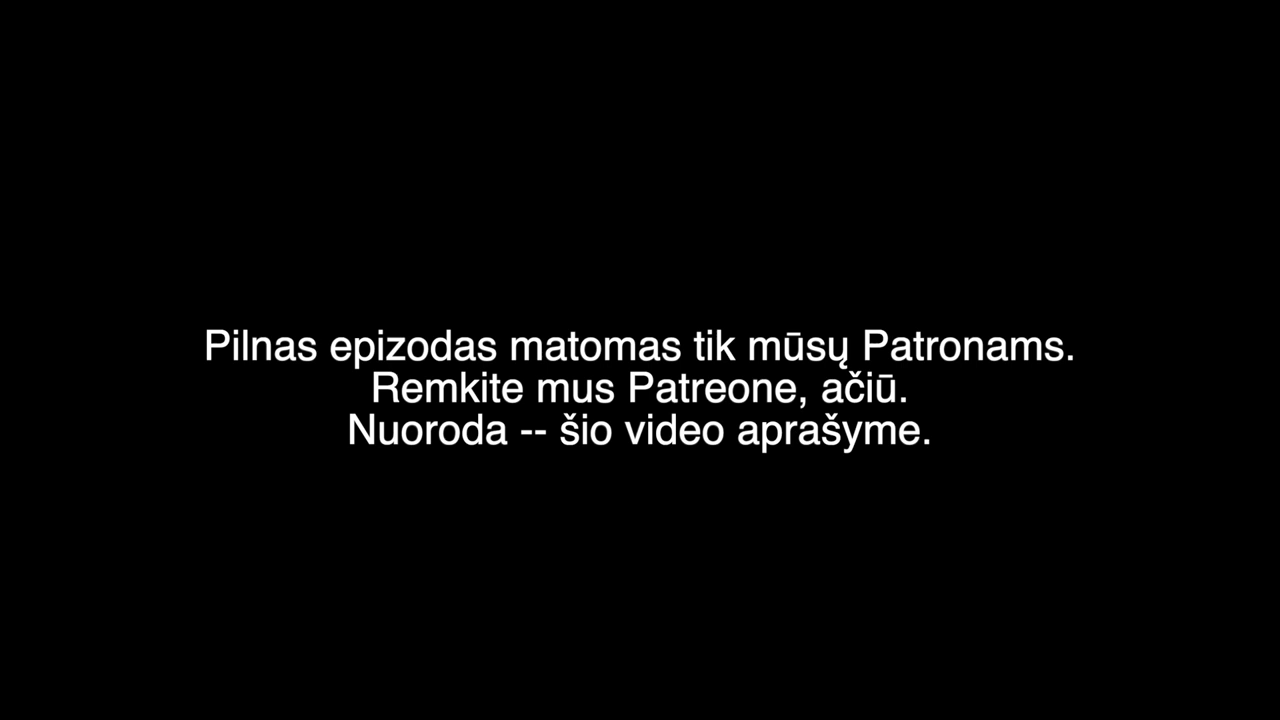 Pilnas epizodas matomas tik mūsų Patronams.
Remkite mus Patreone, ačiū.
Nuoroda -- šio video aprašyme.